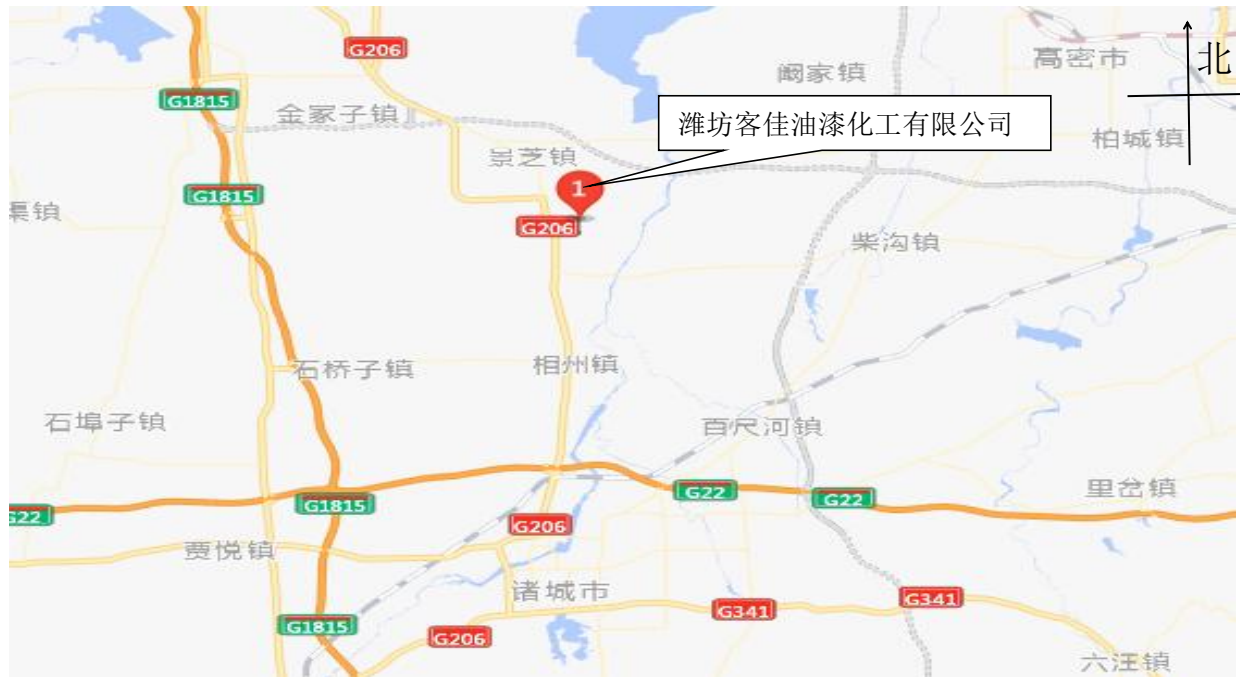 G206
阚家镇
高密市
北
G1815
金家子镇
潍坊客佳油漆化工有限公司
柏城镇
景芝镇
1
G1815
渠镇
G206
柴沟镇
石桥子镇
相州镇
石埠子镇
百尺河镇
G22
G1815
G22
G22
里岔镇
G206
贾悦镇
诸城市
G341
G341
G1815
G206
六汪镇